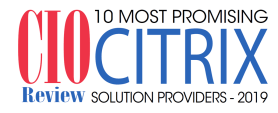 10 MOST PROMISING
CIO CITRIX
Review SOLUTION PROVIDERS - 2019